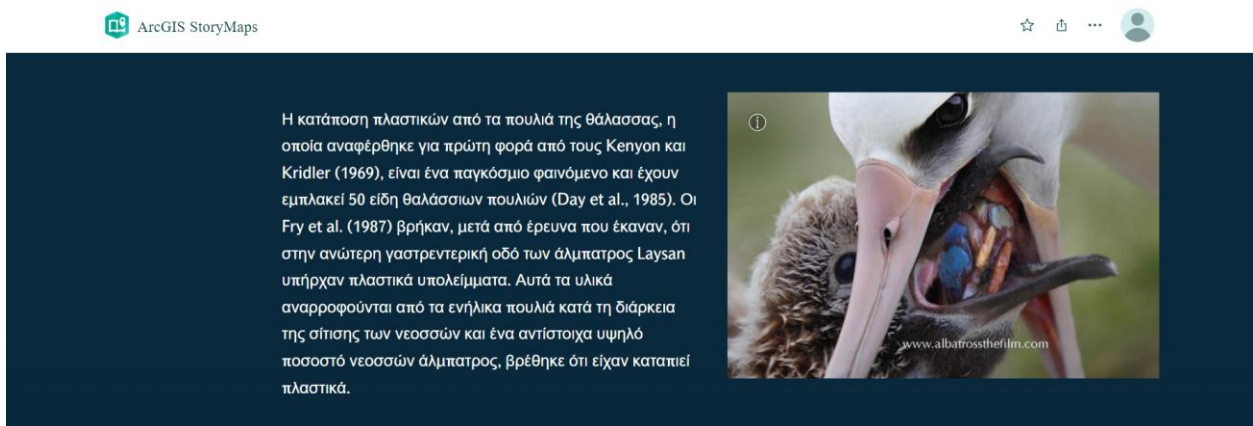 ArcGIS StoryMaps
Η κατάποση πλαστικών από τα πουλιά της θάλασσας, η
οποία αναφέρθηκε για πρώτη φορά από τους Kenyon και
Kridler (1969), είναι ένα παγκόσμιο φαινόμενο και έχουν
εμπλακεί 50 είδη θαλάσσιων πουλιών (Day et al., 1985). Οι
Fry et al. (1987) βρήκαν, μετά από έρευνα που έκαναν, ότι
στην ανώτερη γαστρεντερική οδό των άλμπατρος Laysan
υπήρχαν πλαστικά υπολείμματα. Αυτά τα υλικά
αναρροφούνται από τα ενήλικα πουλιά κατά τη διάρκεια
της σίτισης των νεοσσών και ένα αντίστοιχα υψηλό
ποσοστό νεοσσών άλμπατρος, βρέθηκε ότι είχαν καταπιεί
πλαστικά.
www.albatrossthefilm.com